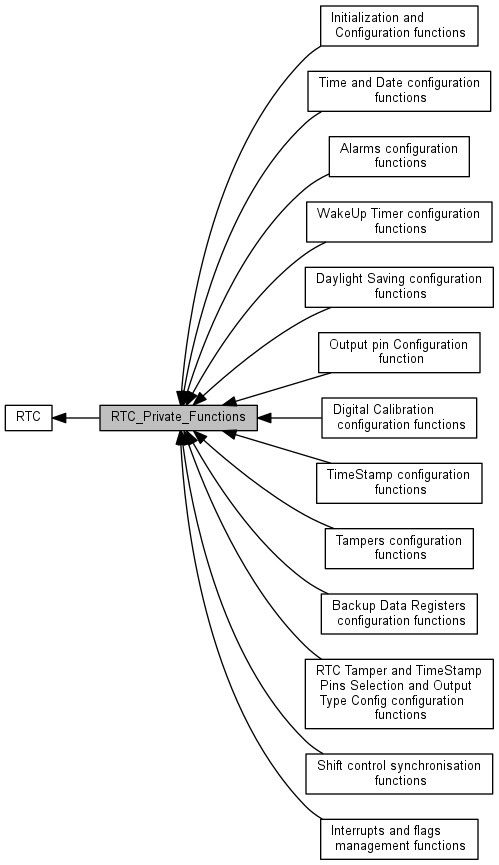 Initialization and
Configuration functions
Time and Date configuration
functions
Alarms configuration
functions
WakeUp Timer configuration
functions
Daylight Saving configuration
functions
Output pin Configuration
function
RTC
RTC_Private_Functions
Digital Calibration
configuration functions
TimeStamp configuration
functions
Tampers configuration
functions
Backup Data Registers
configuration functions
RTC Tamper and TimeStamp
Pins Selection and Output
Type Config configuration
functions
Shift control synchronisation
functions
Interrupts and flags
management functions